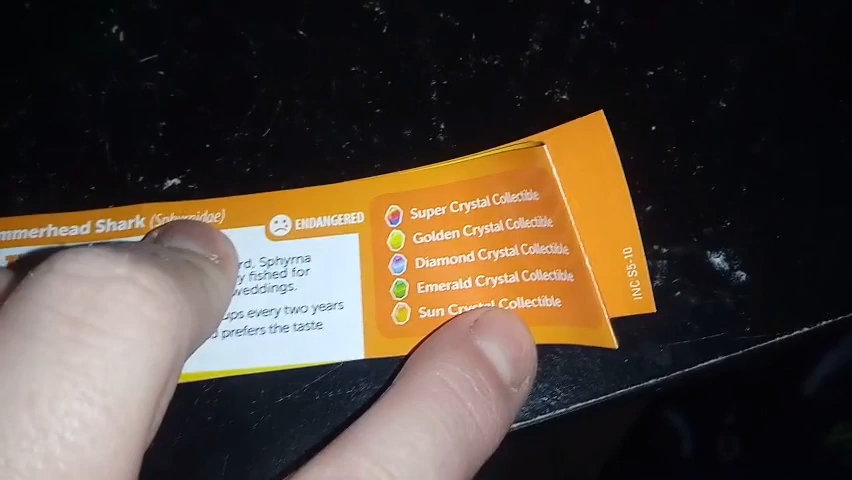 mmerhead Shark (Sphyrnidae)
ENDANGERED
rd, Sphyrna
y fished for
weddings.
ups every two years
d prefers the taste
Super Crystal Collectible
Golden Crystal Collectible
Diamond Crystal Collectible
Emerald Crystal Collectible
Sun Crystal Collectible
INC S5-10